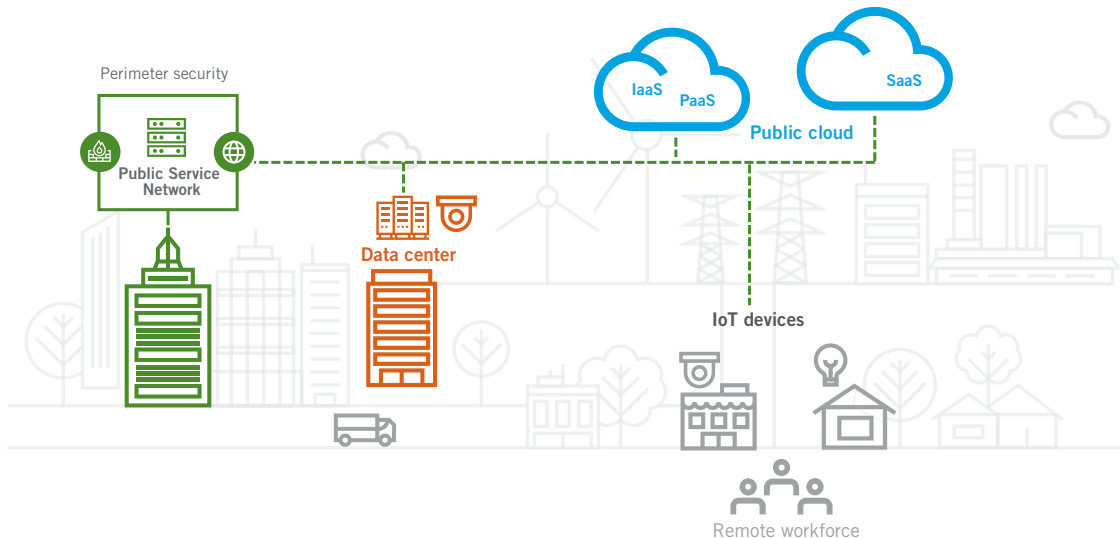 Perimeter security
Public Service
Network
IaaS
PaaS
SaaS
Public cloud
Data center
IoT devices
Remote workforce